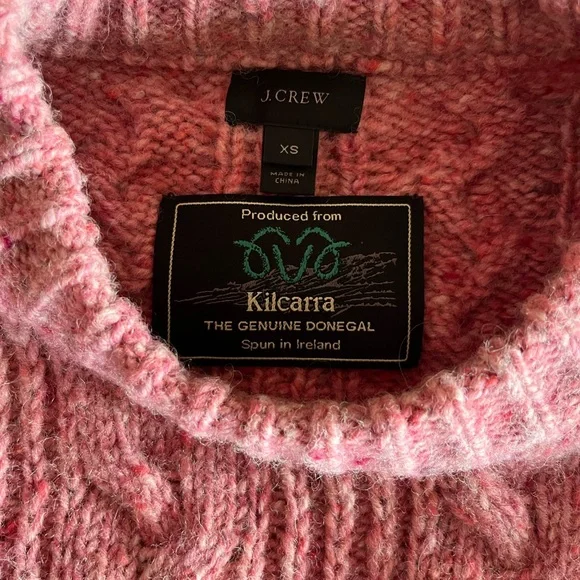 J.CREW
XS
MADE IN
CHINA
Produced from
Kilcarra
THE GENUINE DONEGAL
Spun in Ireland